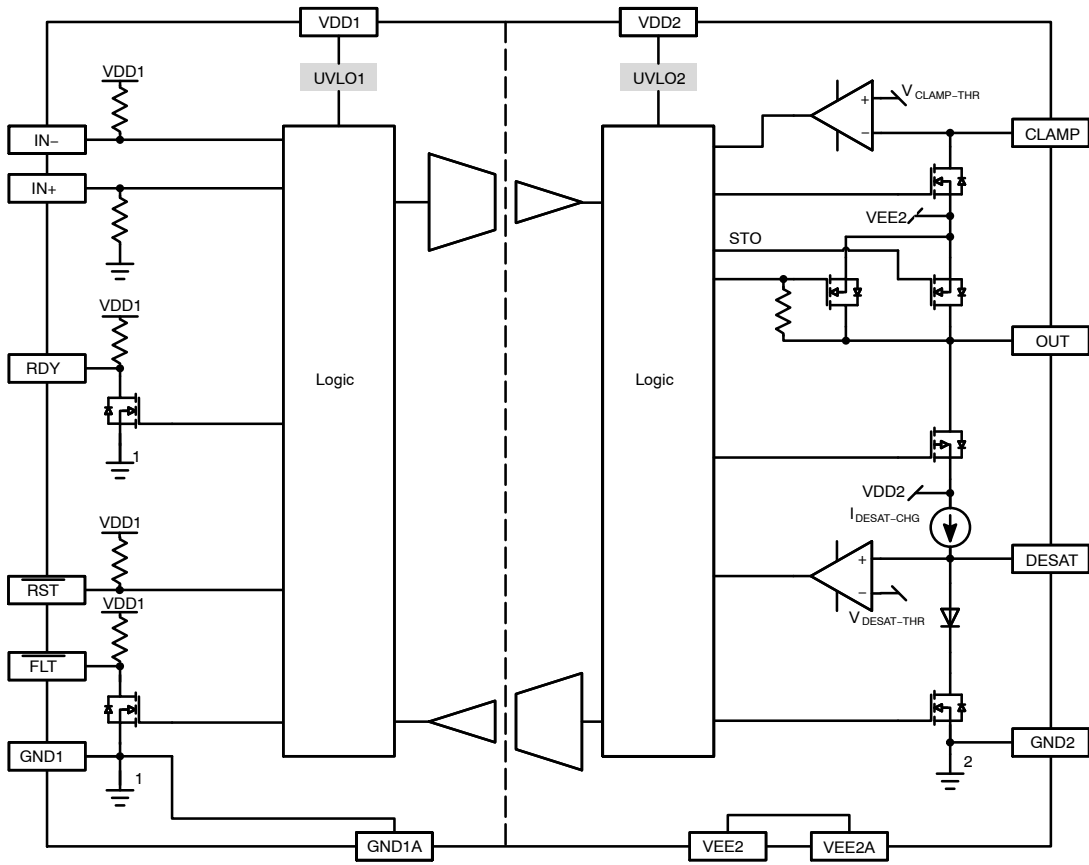 VDD1
VDD2
VDD1
UVLO1
UVLO2
V CLAMP−THR
+
−
IN−
CLAMP
IN+
VEE2
STO
VDD1
OUT
RDY
Logic
Logic
1
VDD2
VDD1
I DESAT−CHG
+
DESAT
RST
−
VDD1
V DESAT−THR
FLT
GND1
GND2
1
2
GND1A
VEE2
VEE2A